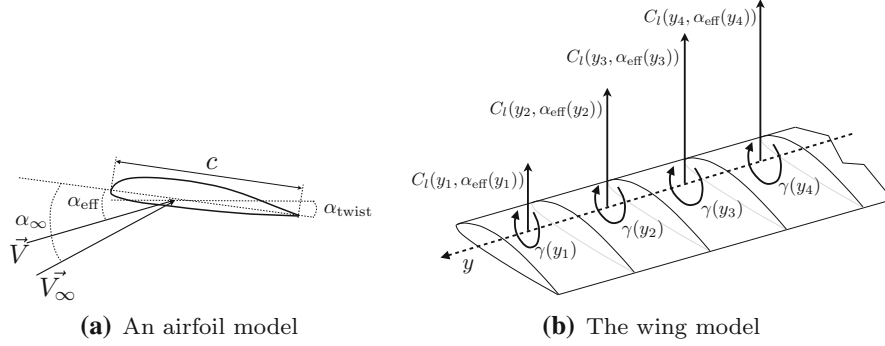 c
α_eff
α_∞
α_twist
V⃗
V⃗_∞
(a) An airfoil model
C_l(y_4, α_eff(y_4))
C_l(y_3, α_eff(y_3))
C_l(y_2, α_eff(y_2))
C_l(y_1, α_eff(y_1))
γ(y_4)
γ(y_3)
γ(y_2)
γ(y_1)
y
(b) The wing model